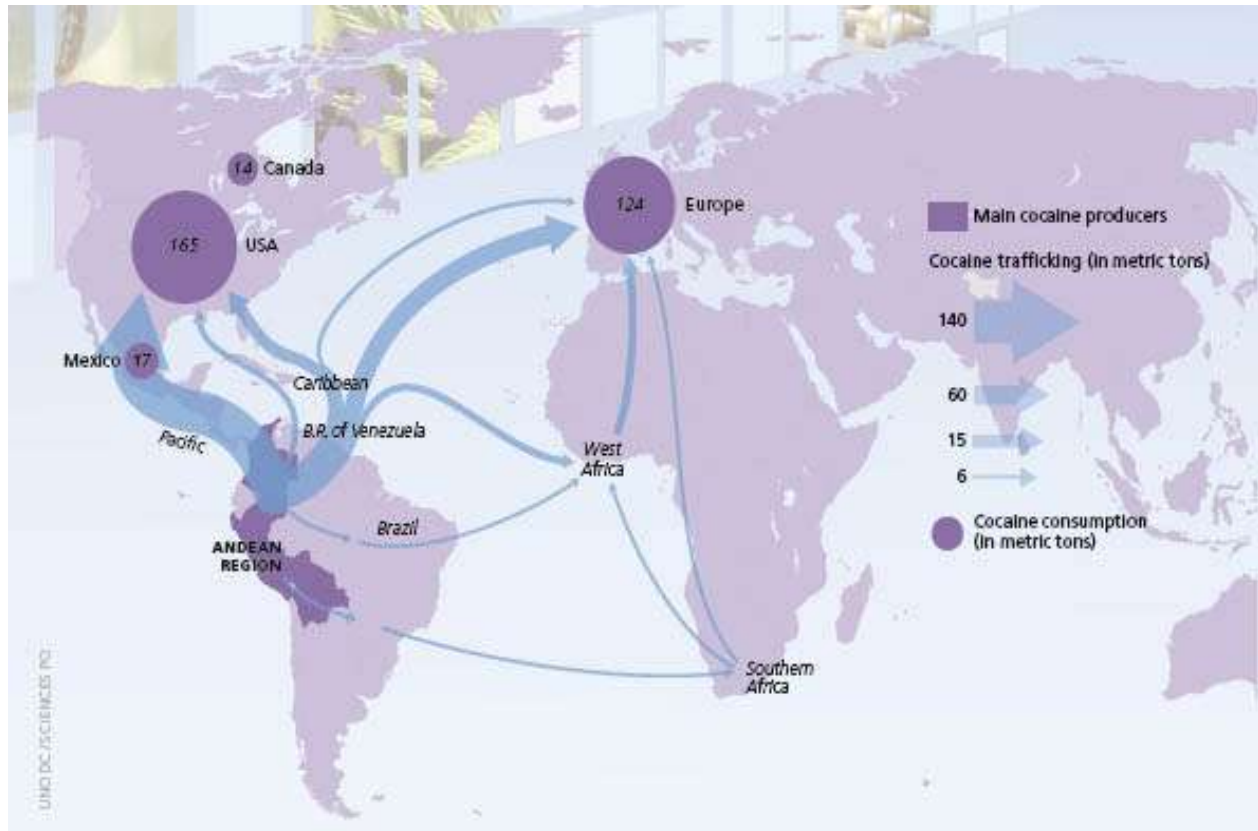 14 Canada
165 USA
124 Europe
Mexico 17
Pacific
Caribbean
B.R. of Venezuela
West
Africa
Brazil
ANDEAN
REGION
Southern
Africa
Main cocaine producers
Cocaine trafficking (in metric tons)
140
60
15
6
Cocaine consumption
(in metric tons)
UNODC/SCIENCES PO